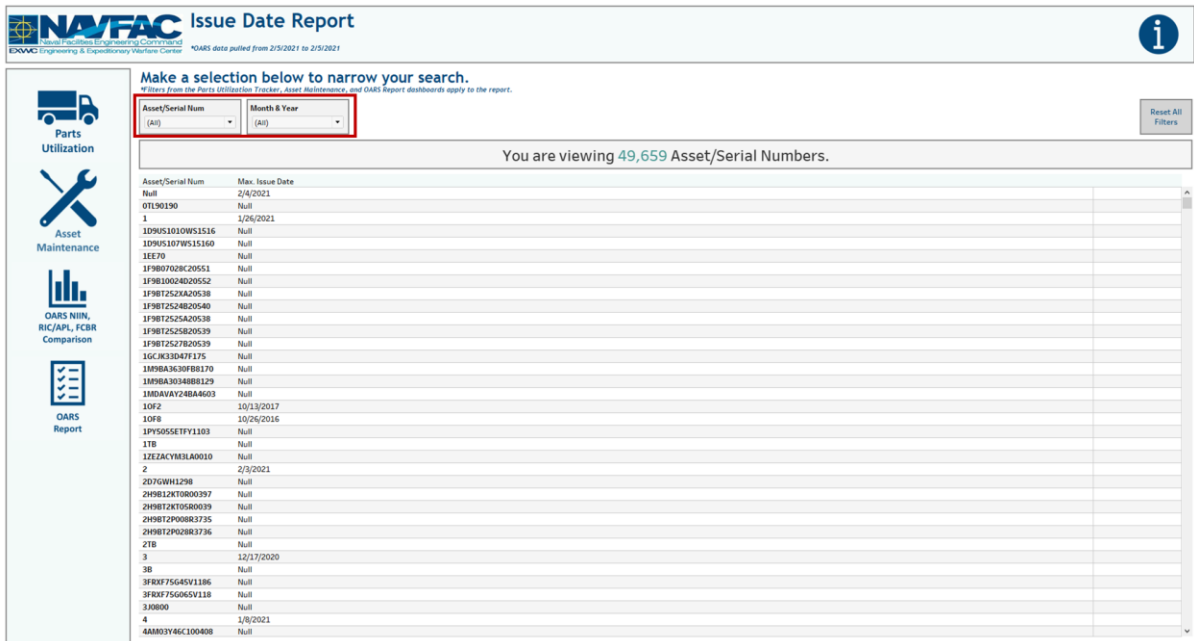 NAVFAC
Naval Facilities Engineering Command
EXWC Engineering & Expeditionary Warfare Center
Issue Date Report
*OARS data pulled from 2/5/2021 to 2/5/2021
i
Make a selection below to narrow your search.
*Filters from the Parts Utilization Tracker, Asset Maintenance, and OARS Report dashboards apply to the report.
Asset/Serial Num Month & Year
(All) (All)
Reset All
Filters
Parts
Utilization
Asset
Maintenance
OARS NIIN,
RIC/APL, FCBR
Comparison
OARS
Report
You are viewing 49,659 Asset/Serial Numbers.
Asset/Serial Num Max. Issue Date
Null 2/4/2021
0TL90190 Null
1 1/26/2021
1D9US1010WS1516 Null
1D9US107WS15160 Null
1EE70 Null
1F9B07028C20551 Null
1F9B10024D20552 Null
1F9BT252XA20538 Null
1F9BT2524B20540 Null
1F9BT2525A20538 Null
1F9BT2525B20539 Null
1F9BT2527B20539 Null
1GCJK33D47F175 Null
1M9BA3630FB8170 Null
1M9BA30348B8129 Null
1MDAVAY24BA4603 Null
10F2 10/13/2017
10F8 10/26/2016
1PY5055ETFY1103 Null
1TB Null
1ZEZACYM3LA0010 Null
2 2/3/2021
2D7GWH1298 Null
2H9B12KT0R00397 Null
2H9BT2KT05R0039 Null
2H9BT2P008R3735 Null
2H9BT2P028R3736 Null
2TB Null
3 12/17/2020
3B Null
3FRXF75G45V1186 Null
3FRXF75G065V118 Null
3J0800 Null
4 1/8/2021
4AM03Y46C100408 Null